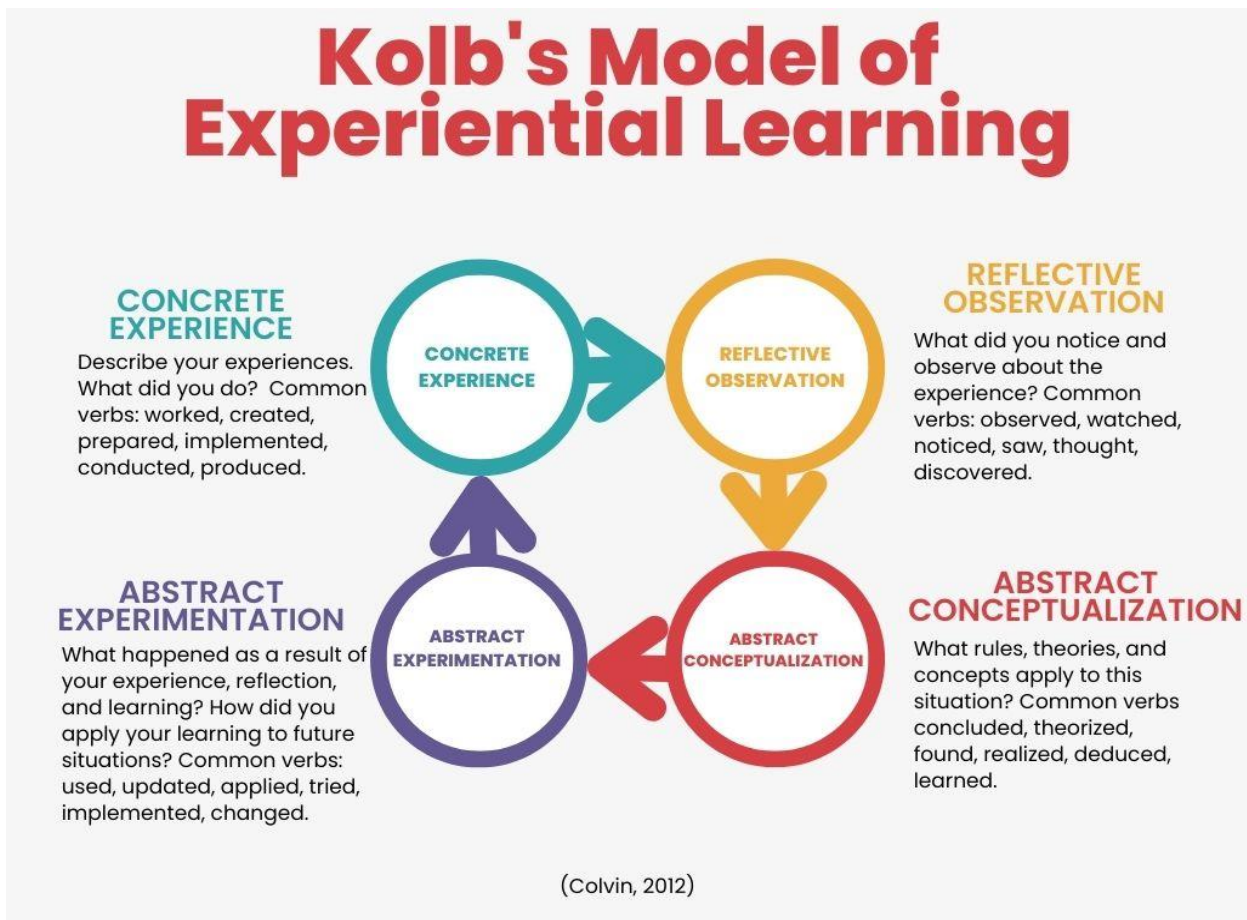 Kolb's Model of
Experiential Learning
CONCRETE
EXPERIENCE
Describe your experiences.
What did you do?  Common
verbs: worked, created,
prepared, implemented,
conducted, produced.
CONCRETE
EXPERIENCE
REFLECTIVE
OBSERVATION
REFLECTIVE
OBSERVATION
What did you notice and
observe about the
experience? Common
verbs: observed, watched,
noticed, saw, thought,
discovered.
ABSTRACT
EXPERIMENTATION
What happened as a result of
your experience, reflection,
and learning? How did you
apply your learning to future
situations? Common verbs:
used, updated, applied, tried,
implemented, changed.
ABSTRACT
EXPERIMENTATION
ABSTRACT
CONCEPTUALIZATION
ABSTRACT
CONCEPTUALIZATION
What rules, theories, and
concepts apply to this
situation? Common verbs
concluded, theorized,
found, realized, deduced,
learned.
(Colvin, 2012)